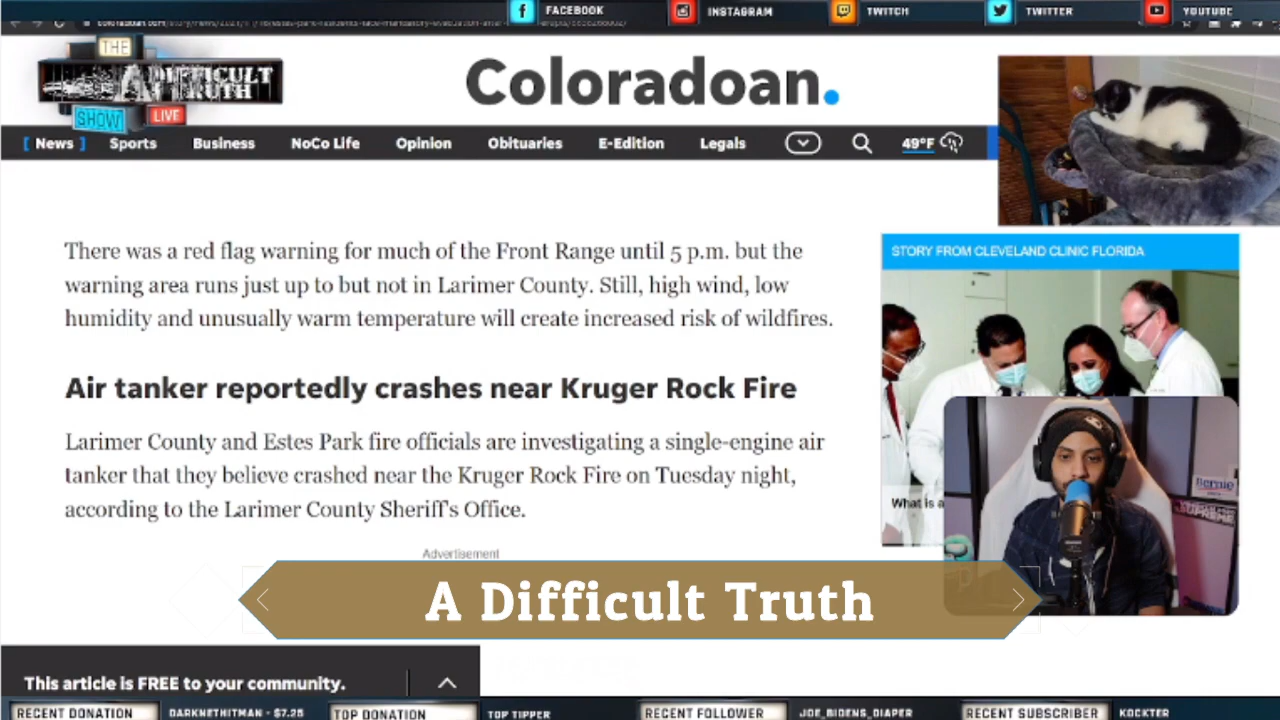 FACEBOOK
INSTAGRAM
TWITCH
TWITTER
YOUTUBE
THE
A DIFFICULT
TRUTH
SHOW
LIVE
Coloradoan.
[ News ] Sports Business NoCo Life Opinion Obituaries E-Edition Legals 49°F
There was a red flag warning for much of the Front Range until 5 p.m. but the
warning area runs just up to but not in Larimer County. Still, high wind, low
humidity and unusually warm temperature will create increased risk of wildfires.
Air tanker reportedly crashes near Kruger Rock Fire
Larimer County and Estes Park fire officials are investigating a single-engine air
tanker that they believe crashed near the Kruger Rock Fire on Tuesday night,
according to the Larimer County Sheriff's Office.
Advertisement
STORY FROM CLEVELAND CLINIC FLORIDA
What is a
Bernie
SUPREME
A Difficult Truth
This article is FREE to your community.
RECENT DONATION DARKNETHITMAN - $7.25 TOP DONATION TOP TIPPER RECENT FOLLOWER JOE_BIDENS_DIAPER RECENT SUBSCRIBER KOCKTER